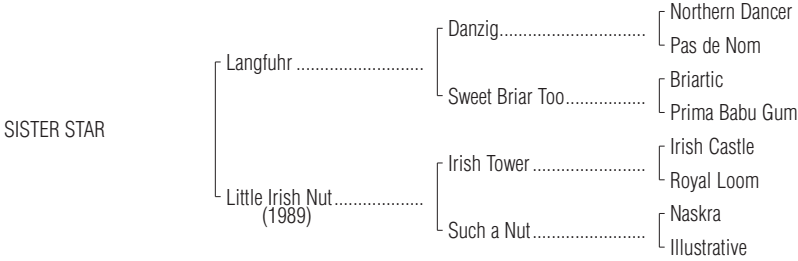 Northern Dancer
Danzig..............................
Pas de Nom
Langfuhr ..........................
Briartic
Sweet Briar Too................
Prima Babu Gum
SISTER STAR
Irish Castle
Irish Tower .......................
Royal Loom
Little Irish Nut..................
(1989)
Naskra
Such a Nut.......................
Illustrative